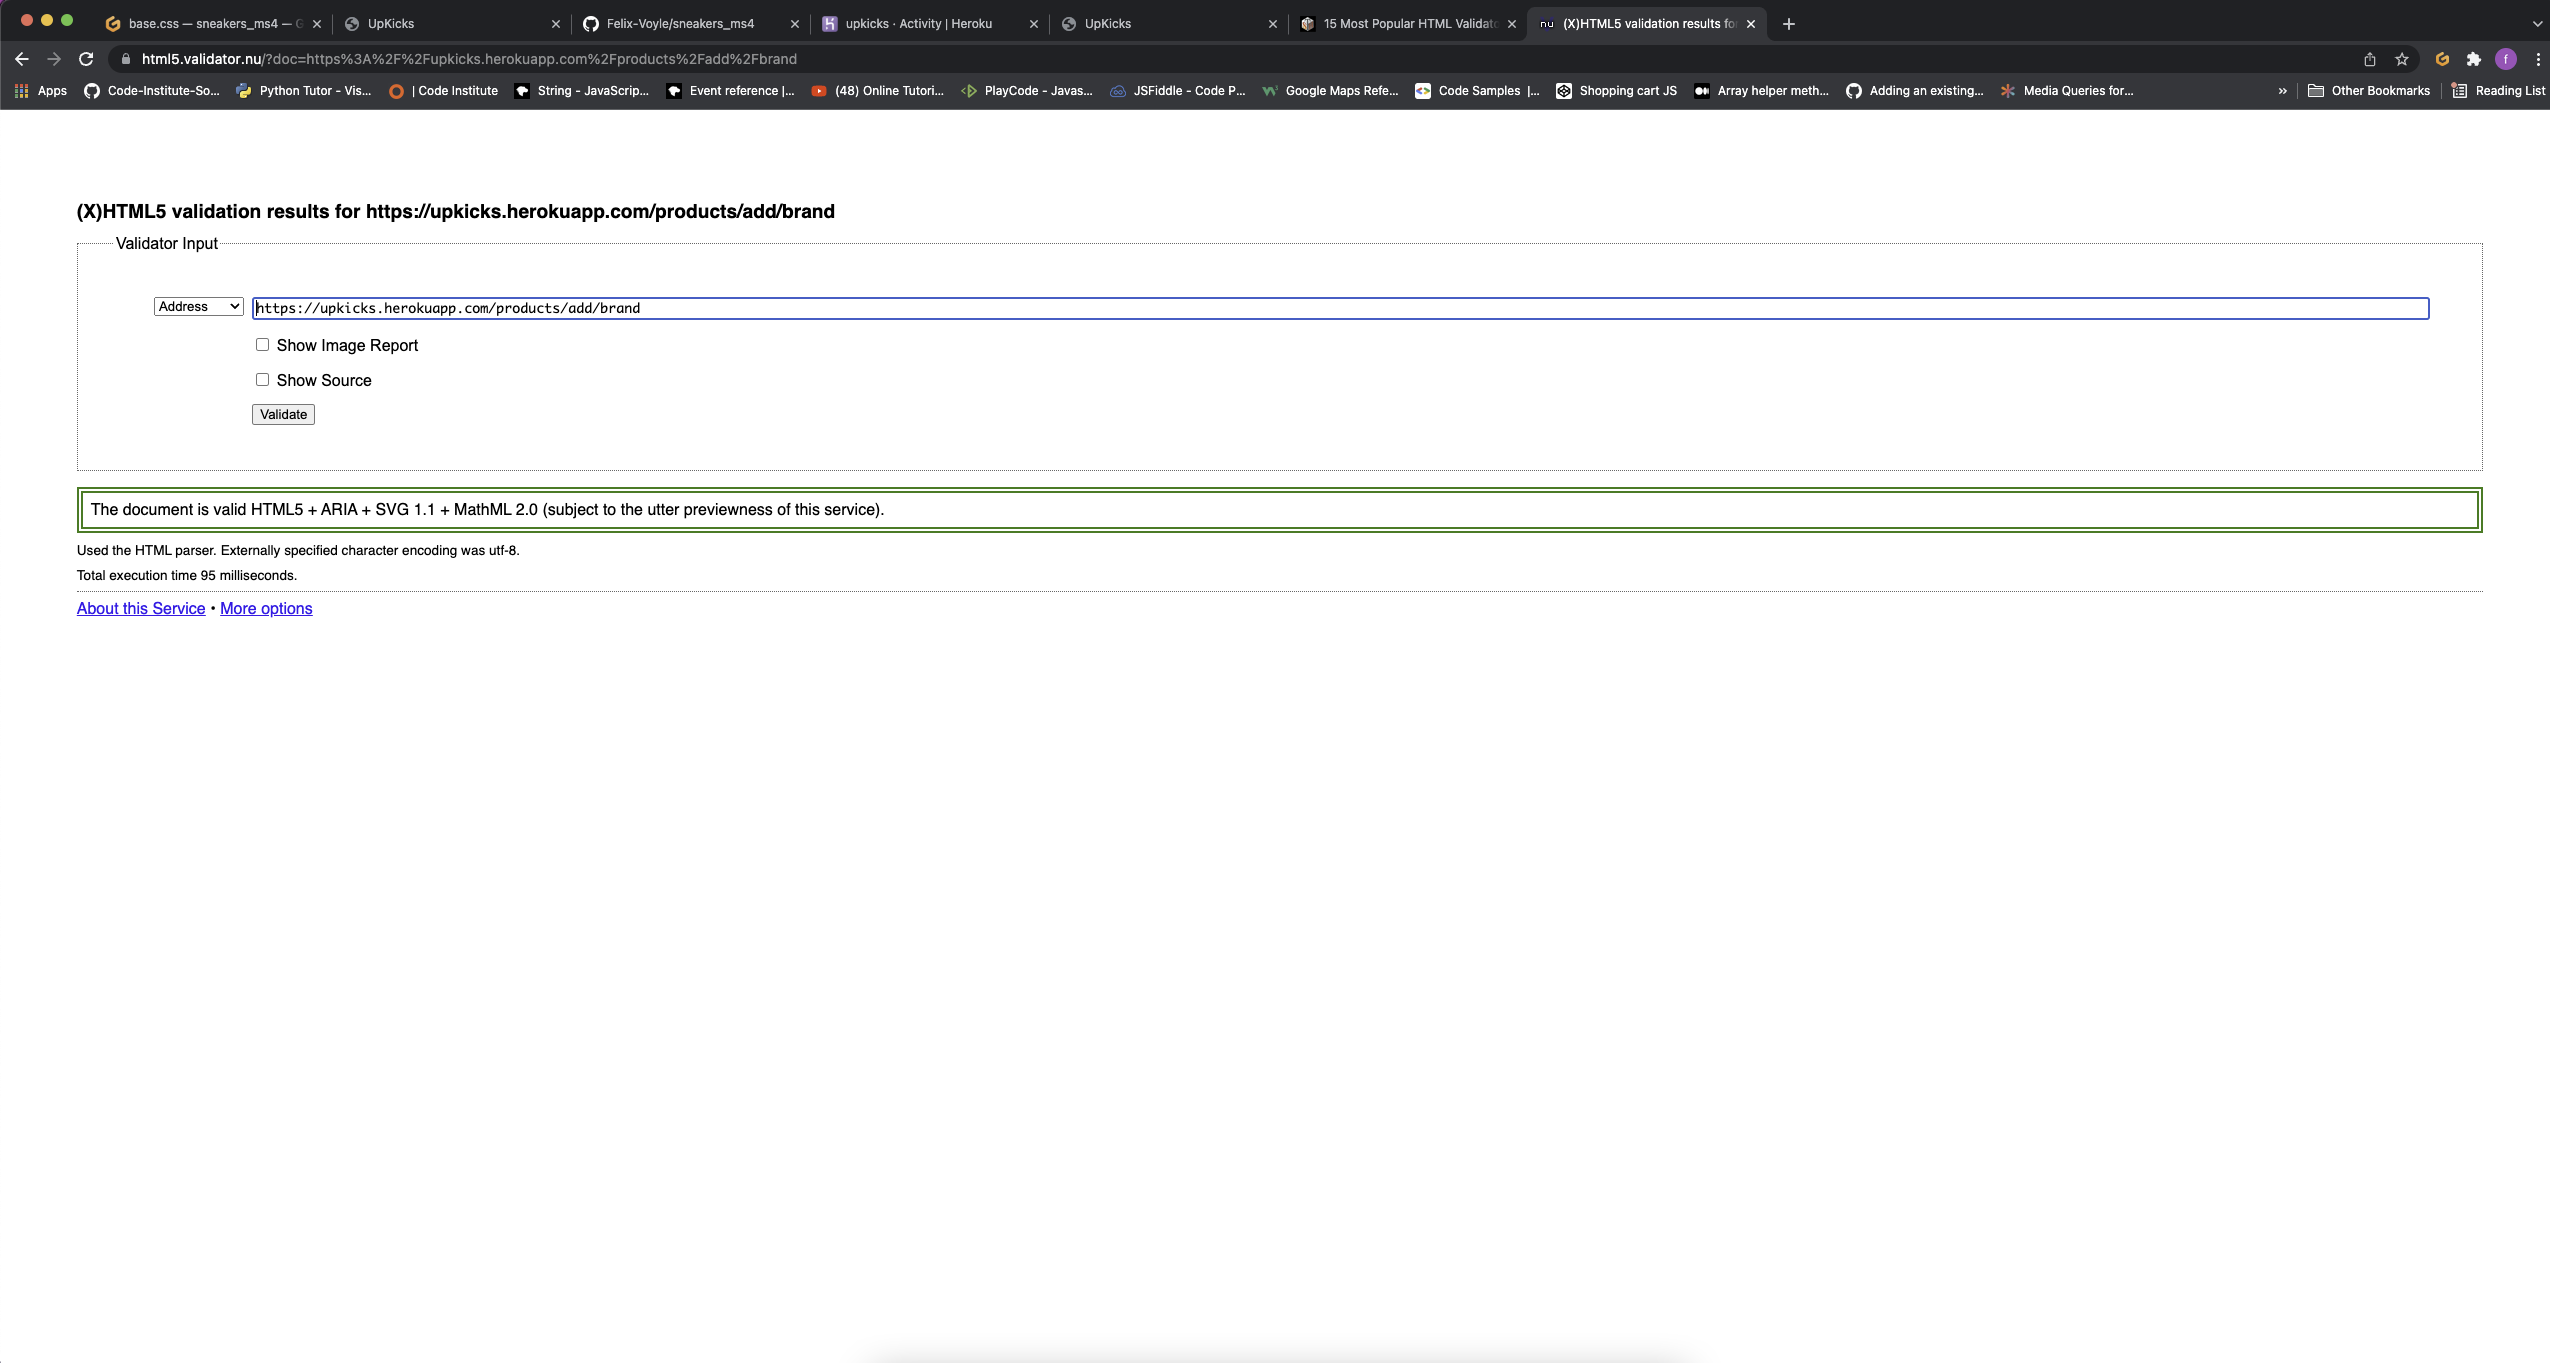 base.css — sneakers_ms4 — G
UpKicks
Felix-Voyle/sneakers_ms4
upkicks · Activity | Heroku
UpKicks
15 Most Popular HTML Validato
nu (X)HTML5 validation results for
html5.validator.nu/?doc=https%3A%2F%2Fupkicks.herokuapp.com%2Fproducts%2Fadd%2Fbrand
f
Apps
Code-Institute-So...
Python Tutor - Vis...
| Code Institute
String - JavaScrip...
Event reference |...
(48) Online Tutori...
PlayCode - Javas...
JSFiddle - Code P...
Google Maps Refe...
Code Samples |...
Shopping cart JS
Array helper meth...
Adding an existing...
Media Queries for...
»
Other Bookmarks
Reading List
(X)HTML5 validation results for https://upkicks.herokuapp.com/products/add/brand
Validator Input
Address
https://upkicks.herokuapp.com/products/add/brand
Show Image Report
Show Source
Validate
The document is valid HTML5 + ARIA + SVG 1.1 + MathML 2.0 (subject to the utter previewness of this service).
Used the HTML parser. Externally specified character encoding was utf-8.
Total execution time 95 milliseconds.
About this Service • More options